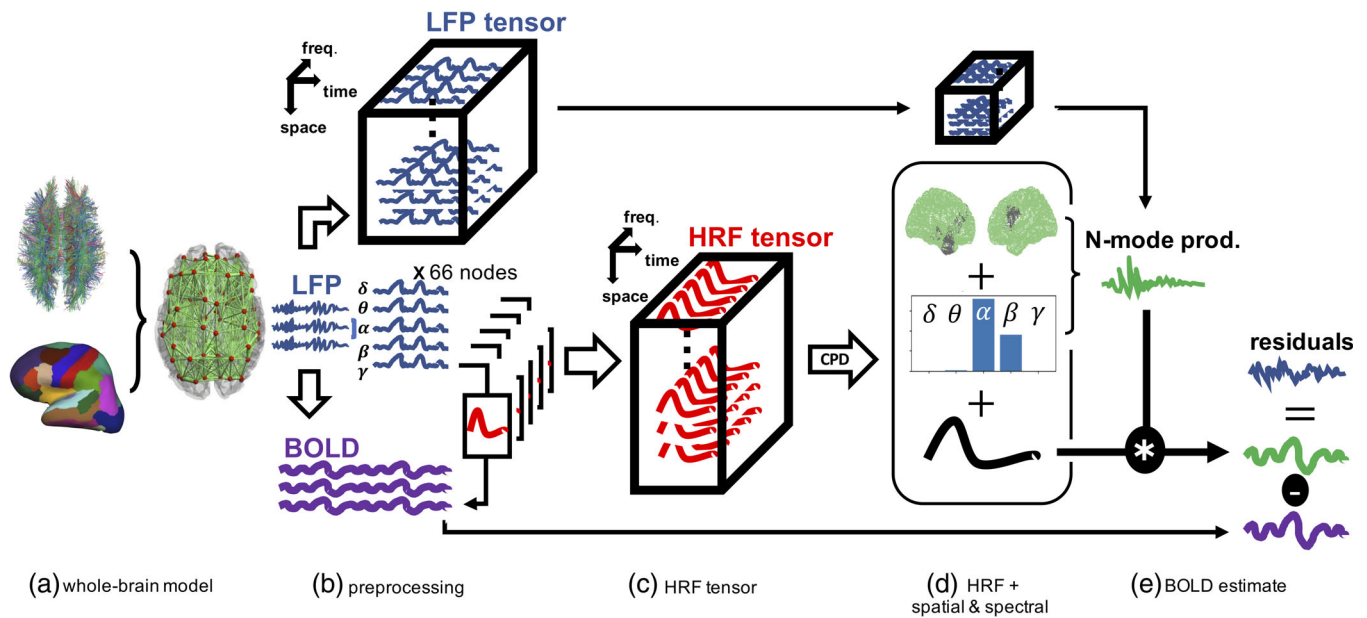 LFP tensor
freq.
time
space
LFP
x 66 nodes
δ
θ
α
β
γ
BOLD
HRF tensor
freq.
time
space
CPD
δ θ α β γ
+
+
N-mode prod.
*
residuals
=
-
(a) whole-brain model
(b) preprocessing
(c) HRF tensor
(d) HRF +
spatial & spectral
(e) BOLD estimate